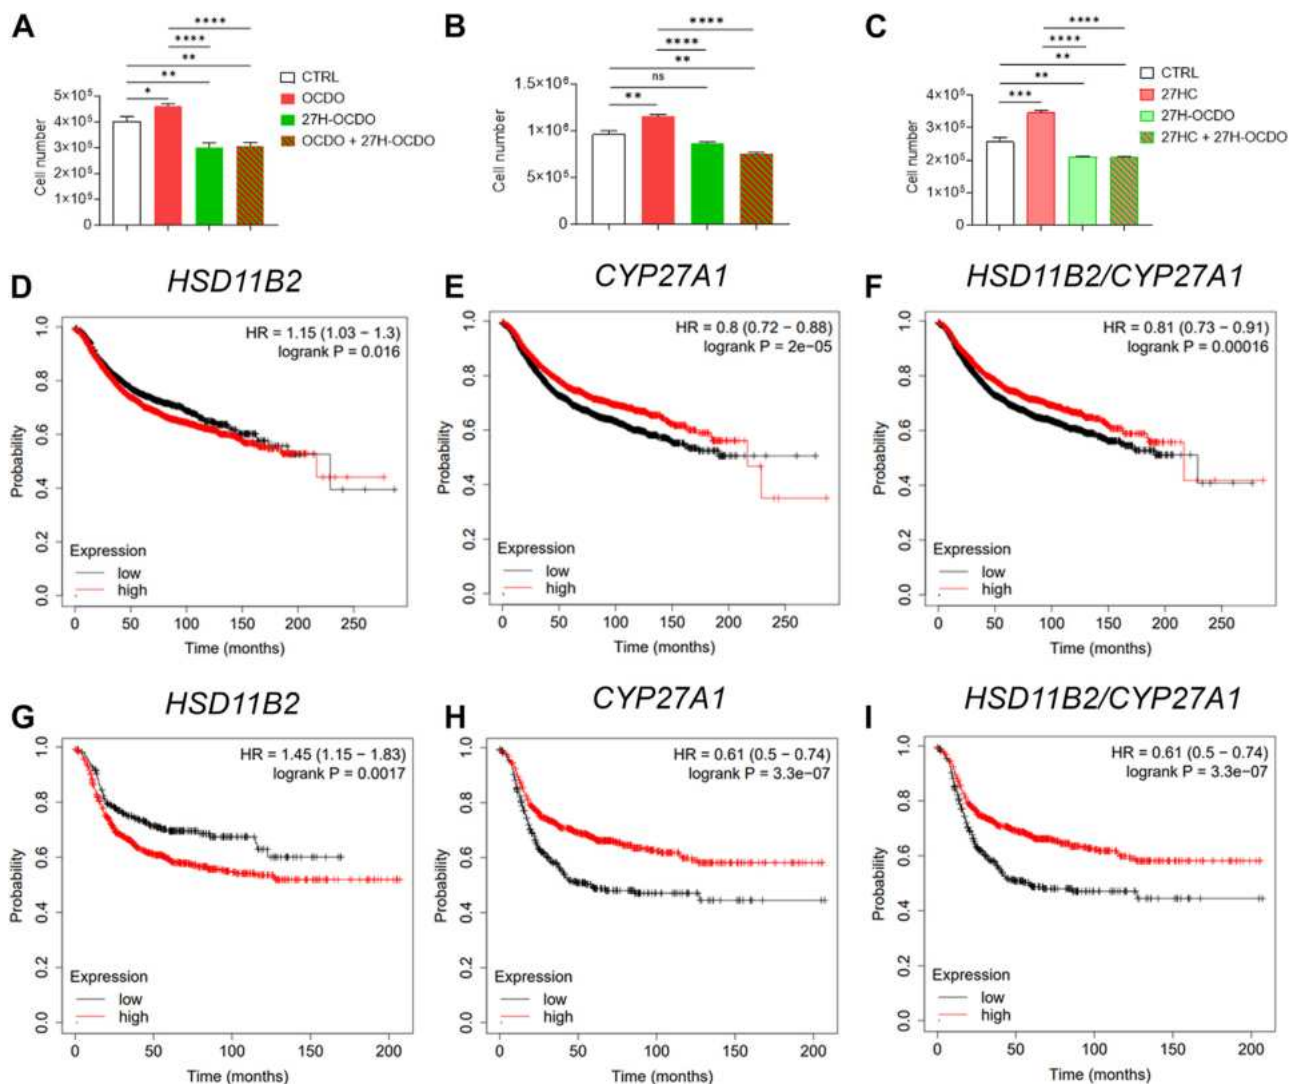 A
****
****
**
**
*
5×10⁵
4×10⁵
3×10⁵
2×10⁵
1×10⁵
0
Cell number
CTRL
OCDO
27H-OCDO
OCDO + 27H-OCDO
B
****
****
**
ns
**
1.5×10⁶
1×10⁶
5×10⁵
0
Cell number
C
****
****
**
**
***
4×10⁵
3×10⁵
2×10⁵
1×10⁵
0
Cell number
CTRL
27HC
27H-OCDO
27HC + 27H-OCDO
D
HSD11B2
HR = 1.15 (1.03 − 1.3)
logrank P = 0.016
1.0
0.8
0.6
0.4
0.2
0.0
Probability
Expression
low
high
0 50 100 150 200 250
Time (months)
E
CYP27A1
HR = 0.8 (0.72 − 0.88)
logrank P = 2e−05
1.0
0.8
0.6
0.4
0.2
0.0
Probability
Expression
low
high
0 50 100 150 200 250
Time (months)
F
HSD11B2/CYP27A1
HR = 0.81 (0.73 − 0.91)
logrank P = 0.00016
1.0
0.8
0.6
0.4
0.2
0.0
Probability
Expression
low
high
0 50 100 150 200 250
Time (months)
G
HSD11B2
HR = 1.45 (1.15 − 1.83)
logrank P = 0.0017
1.0
0.8
0.6
0.4
0.2
0.0
Probability
Expression
low
high
0 50 100 150 200
Time (months)
H
CYP27A1
HR = 0.61 (0.5 − 0.74)
logrank P = 3.3e−07
1.0
0.8
0.6
0.4
0.2
0.0
Probability
Expression
low
high
0 50 100 150 200
Time (months)
I
HSD11B2/CYP27A1
HR = 0.61 (0.5 − 0.74)
logrank P = 3.3e−07
1.0
0.8
0.6
0.4
0.2
0.0
Probability
Expression
low
high
0 50 100 150 200
Time (months)